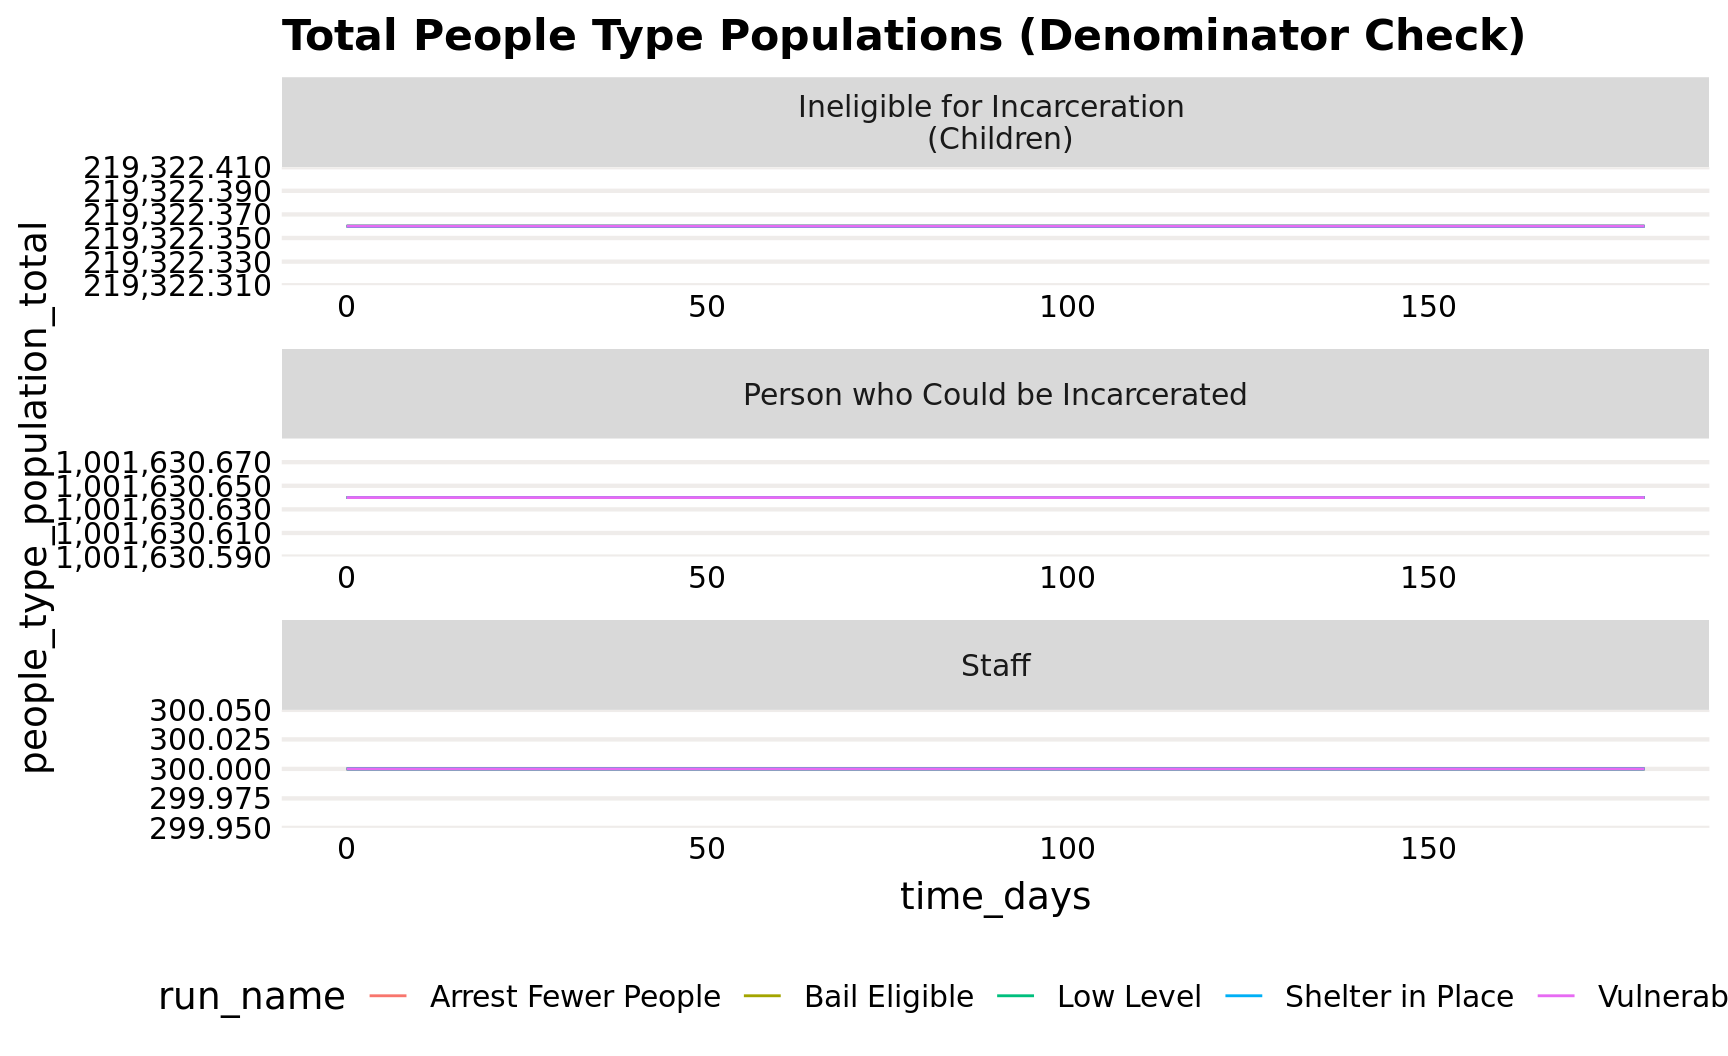 Total People Type Populations (Denominator Check)
Ineligible for Incarceration
(Children)
219,322.410
219,322.390
219,322.370
219,322.350
219,322.330
219,322.310
0 50 100 150
Person who Could be Incarcerated
1,001,630.670
1,001,630.650
1,001,630.630
1,001,630.610
1,001,630.590
0 50 100 150
Staff
300.050
300.025
300.000
299.975
299.950
0 50 100 150
people_type_population_total
time_days
run_name Arrest Fewer People Bail Eligible Low Level Shelter in Place Vulnerab